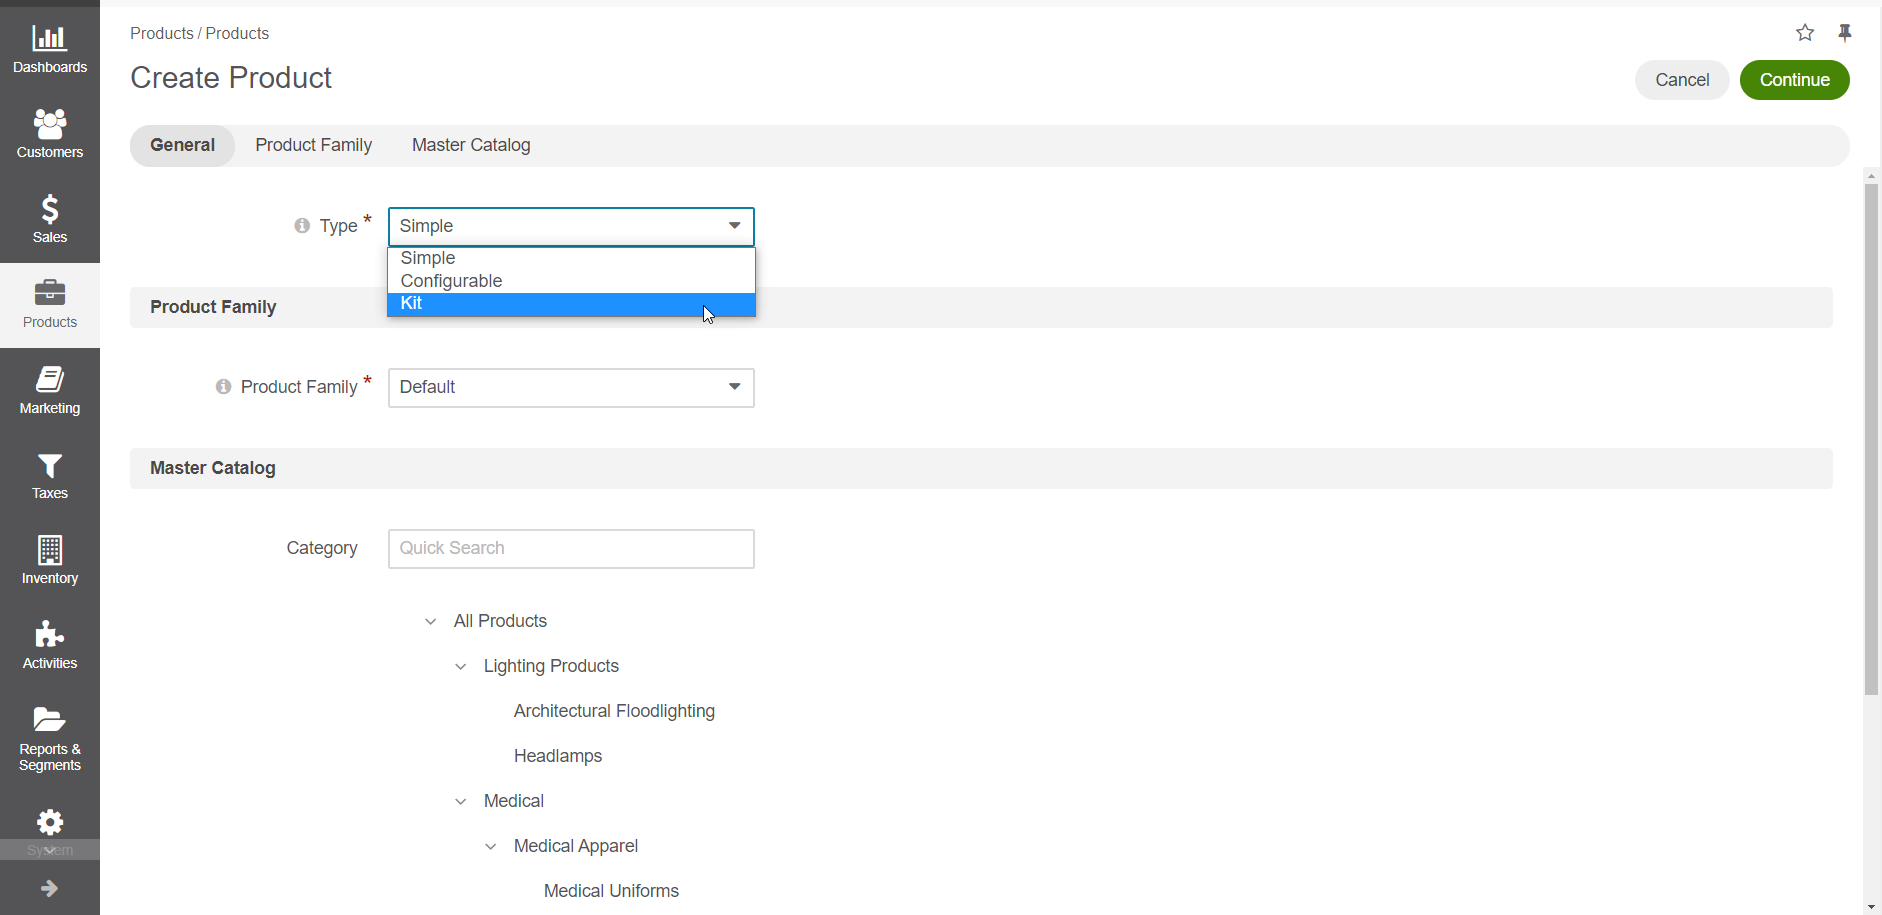 Dashboards
Customers
Sales
Products
Marketing
Taxes
Inventory
Activities
Reports &
Segments
System
Products / Products
Create Product
Cancel
Continue
General
Product Family
Master Catalog
Type *
Simple
Simple
Configurable
Kit
Product Family
Product Family *
Default
Master Catalog
Category
Quick Search
All Products
Lighting Products
Architectural Floodlighting
Headlamps
Medical
Medical Apparel
Medical Uniforms